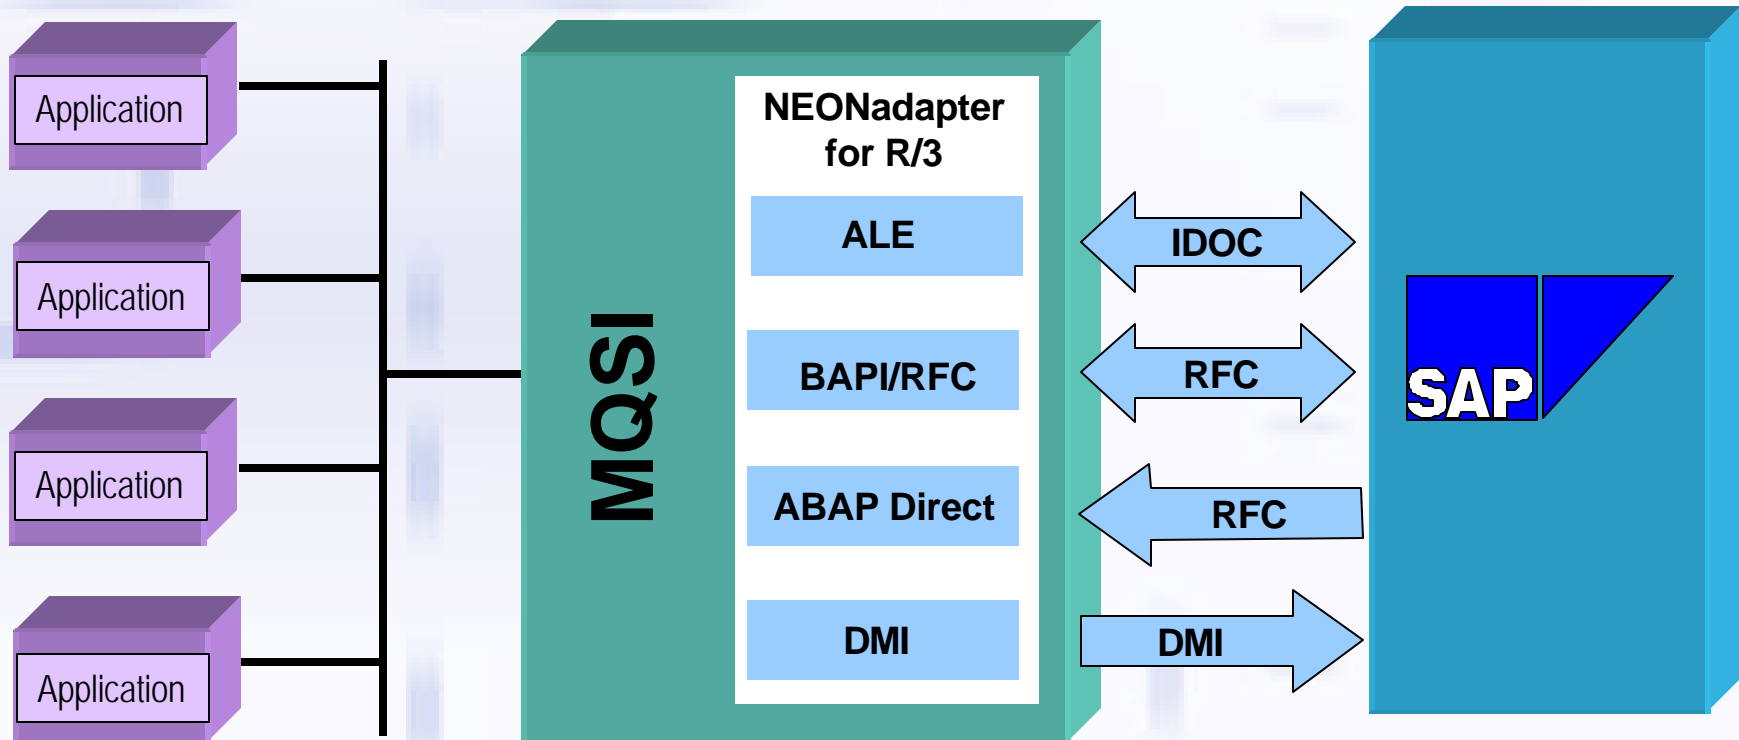 Application
Application
Application
Application
MQSI
NEONadapter
for R/3
ALE
BAPI/RFC
ABAP Direct
DMI
IDOC
RFC
RFC
DMI
SAP